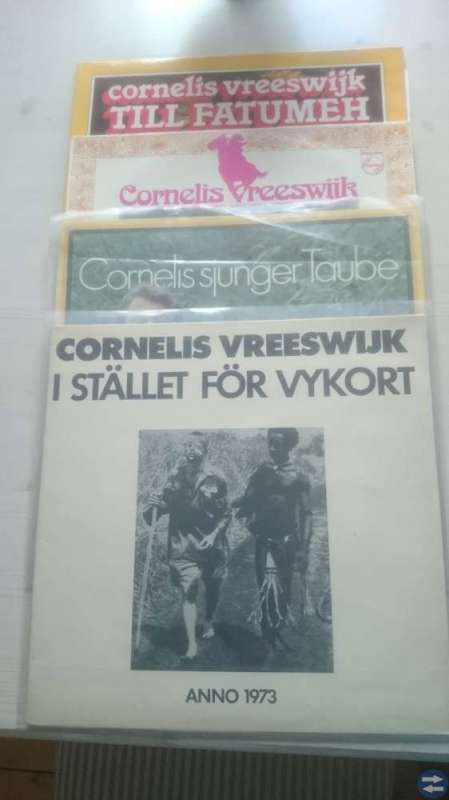 cornelis vreeswijk
TILL FATUMEH
Cornelis Vreeswijk
Cornelis sjunger Taube
CORNELIS VREESWIJK
I STÄLLET FÖR VYKORT
ANNO 1973